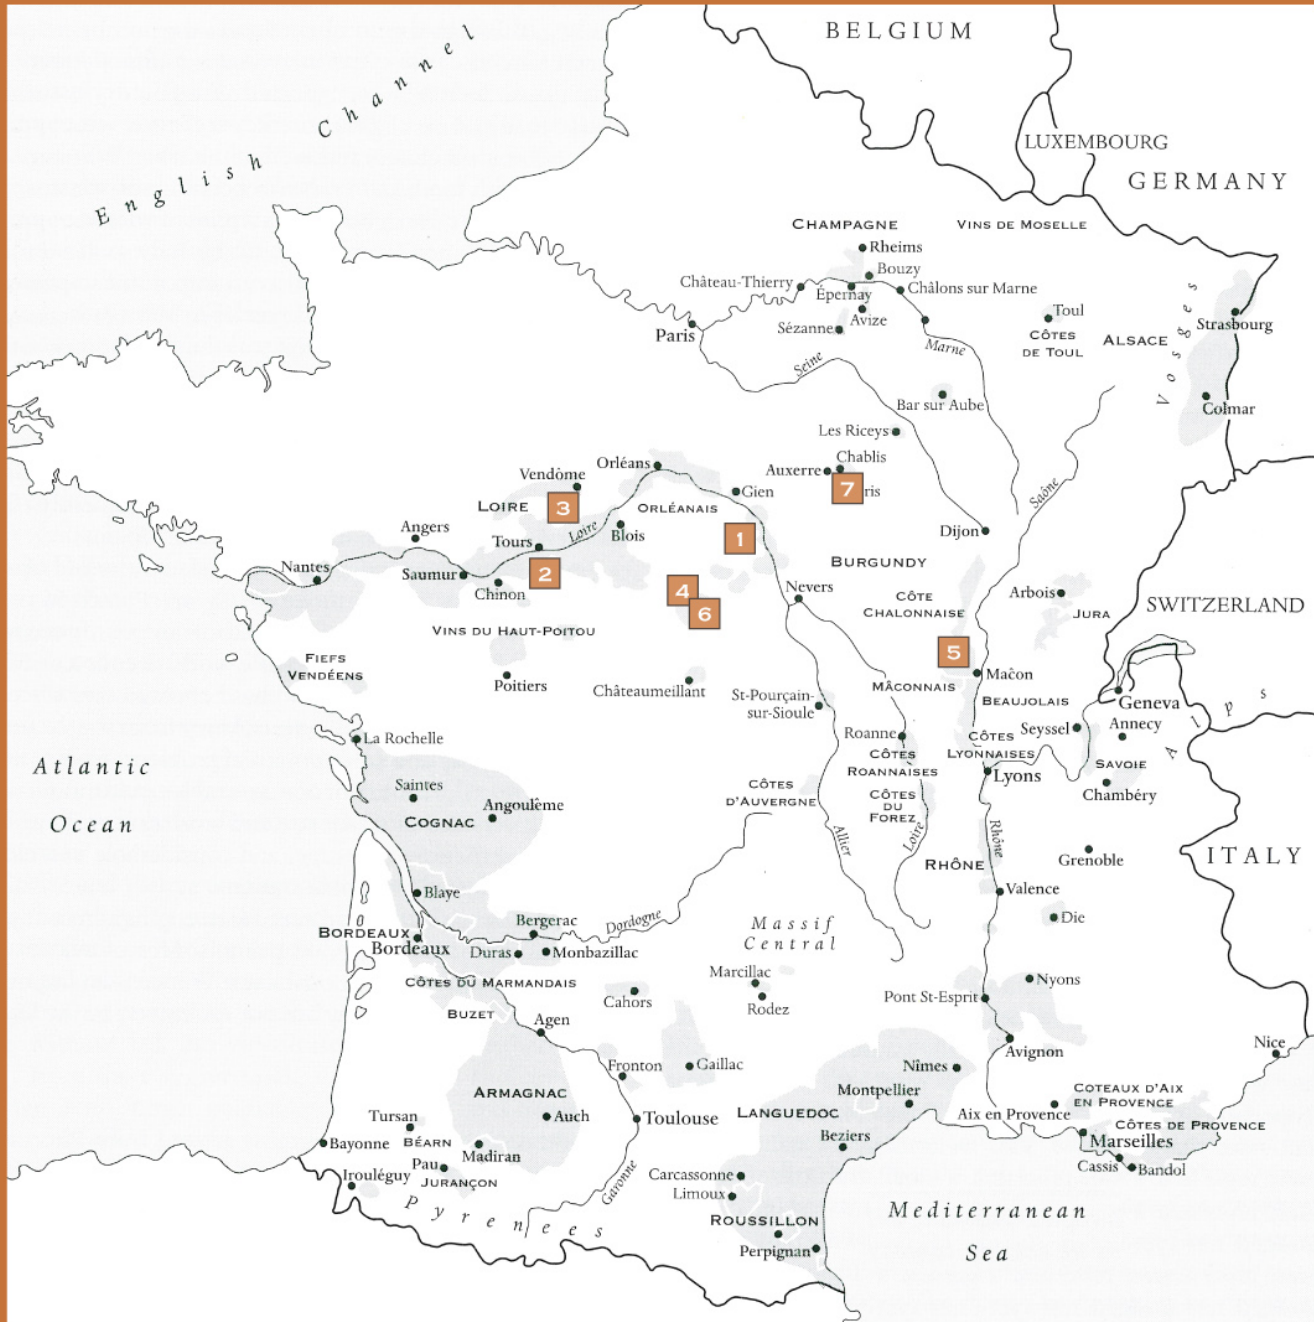 BELGIUM
English Channel
LUXEMBOURG
GERMANY
CHAMPAGNE
VINS DE MOSELLE
Rheims
Bouzy
Château-Thierry
Épernay
Châlons sur Marne
Avize
Sézanne
Toul
CÔTES
DE TOUL
ALSACE
Vosges
Strasbourg
Paris
Marne
Seine
Bar sur Aube
Colmar
Les Riceys
Chablis
Auxerre
7
ris
Orléans
Vendôme
3
LOIRE
Gien
ORLÉANAIS
Saône
Angers
Tours
Loire
Blois
1
Dijon
Nantes
Saumur
Chinon
2
BURGUNDY
4
6
Nevers
CÔTE
CHALONNAISE
Arbois
JURA
SWITZERLAND
VINS DU HAUT-POITOU
FIEFS
VENDÉENS
5
Poitiers
Châteaumeillant
St-Pourçain-
sur-Sioule
MÂCONNAIS
Maĉon
BEAUJOLAIS
Geneva
Alps
La Rochelle
Roanne
CÔTES
ROANNAISES
CÔTES
LYONNAISES
Seyssel
Annecy
SAVOIE
Lyons
Chambéry
Atlantic
Ocean
Saintes
Angoulême
COGNAC
CÔTES
D'AUVERGNE
CÔTES
DU
FOREZ
Allier
Loire
Rhône
RHÔNE
Grenoble
ITALY
Blaye
Valence
Die
BORDEAUX
Bordeaux
Bergerac
Dordogne
Duras
Monbazillac
Massif
Central
CÔTES DU MARMANDAIS
BUZET
Cahors
Marcillac
Rodez
Pont St-Esprit
Nyons
Agen
Fronton
Gaillac
Nîmes
Avignon
Nice
ARMAGNAC
Auch
Toulouse
LANGUEDOC
Montpellier
Beziers
Aix en Provence
COTEAUX D'AIX
EN PROVENCE
CÔTES DE PROVENCE
Marseilles
Cassis
Bandol
Tursan
BÉARN
Madiran
Bayonne
Pau
JURANÇON
Irouléguy
Garonne
Pyrenees
Carcassonne
Limoux
ROUSSILLON
Perpignan
Mediterranean
Sea